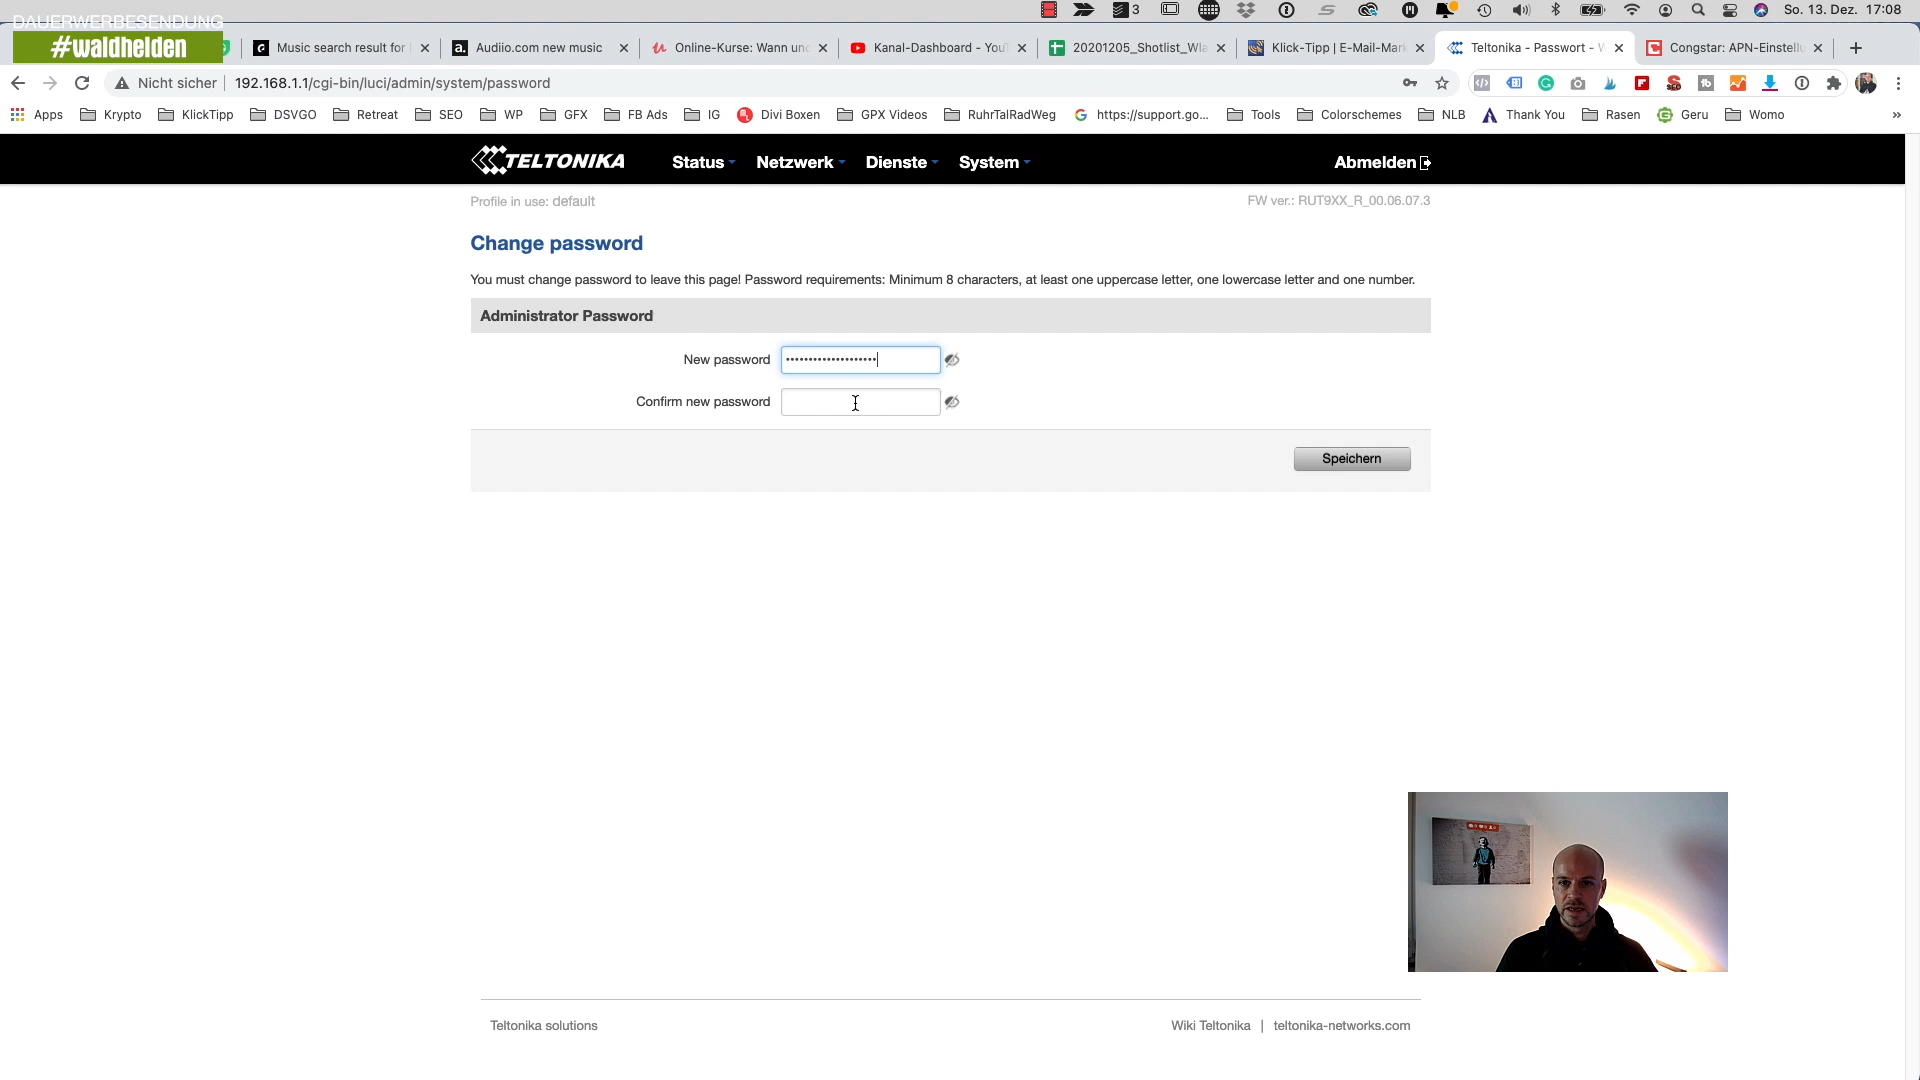 DAUERWERBESENDUNG
#waldhelden
3
So. 13. Dez. 17:08
Music search result for
Audiio.com new music
Online-Kurse: Wann und
Kanal-Dashboard - You
20201205_Shotlist_Wla
Klick-Tipp | E-Mail-Mark
Teltonika - Passwort - W
Congstar: APN-Einstellu
Nicht sicher
192.168.1.1/cgi-bin/luci/admin/system/password
Apps
Krypto
KlickTipp
DSVGO
Retreat
SEO
WP
GFX
FB Ads
IG
Divi Boxen
GPX Videos
RuhrTalRadWeg
https://support.go...
Tools
Colorschemes
NLB
Thank You
Rasen
Geru
Womo
»
TELTONIKA
Status
Netzwerk
Dienste
System
Abmelden
Profile in use: default
FW ver.: RUT9XX_R_00.06.07.3
Change password
You must change password to leave this page! Password requirements: Minimum 8 characters, at least one uppercase letter, one lowercase letter and one number.
Administrator Password
New password
Confirm new password
Speichern
Teltonika solutions
Wiki Teltonika | teltonika-networks.com